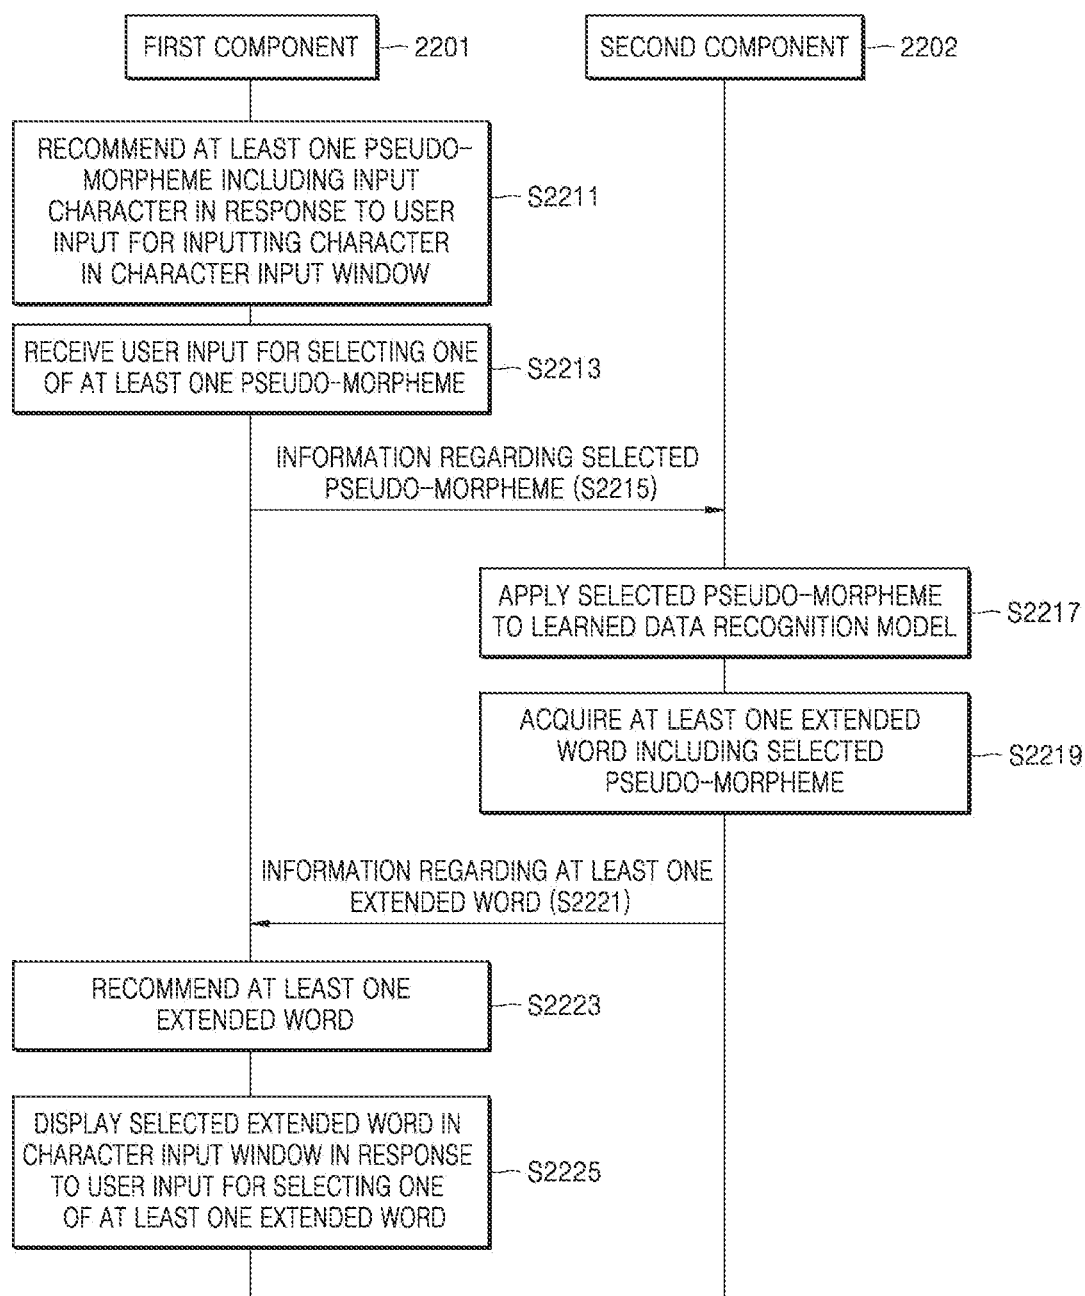 FIRST COMPONENT 2201
SECOND COMPONENT 2202
RECOMMEND AT LEAST ONE PSEUDO-
MORPHEME INCLUDING INPUT
CHARACTER IN RESPONSE TO USER
INPUT FOR INPUTTING CHARACTER
IN CHARACTER INPUT WINDOW
S2211
RECEIVE USER INPUT FOR SELECTING ONE
OF AT LEAST ONE PSEUDO-MORPHEME
S2213
INFORMATION REGARDING SELECTED
PSEUDO-MORPHEME (S2215)
APPLY SELECTED PSEUDO-MORPHEME
TO LEARNED DATA RECOGNITION MODEL
S2217
ACQUIRE AT LEAST ONE EXTENDED
WORD INCLUDING SELECTED
PSEUDO-MORPHEME
S2219
INFORMATION REGARDING AT LEAST ONE
EXTENDED WORD (S2221)
RECOMMEND AT LEAST ONE
EXTENDED WORD
S2223
DISPLAY SELECTED EXTENDED WORD IN
CHARACTER INPUT WINDOW IN RESPONSE
TO USER INPUT FOR SELECTING ONE
OF AT LEAST ONE EXTENDED WORD
S2225